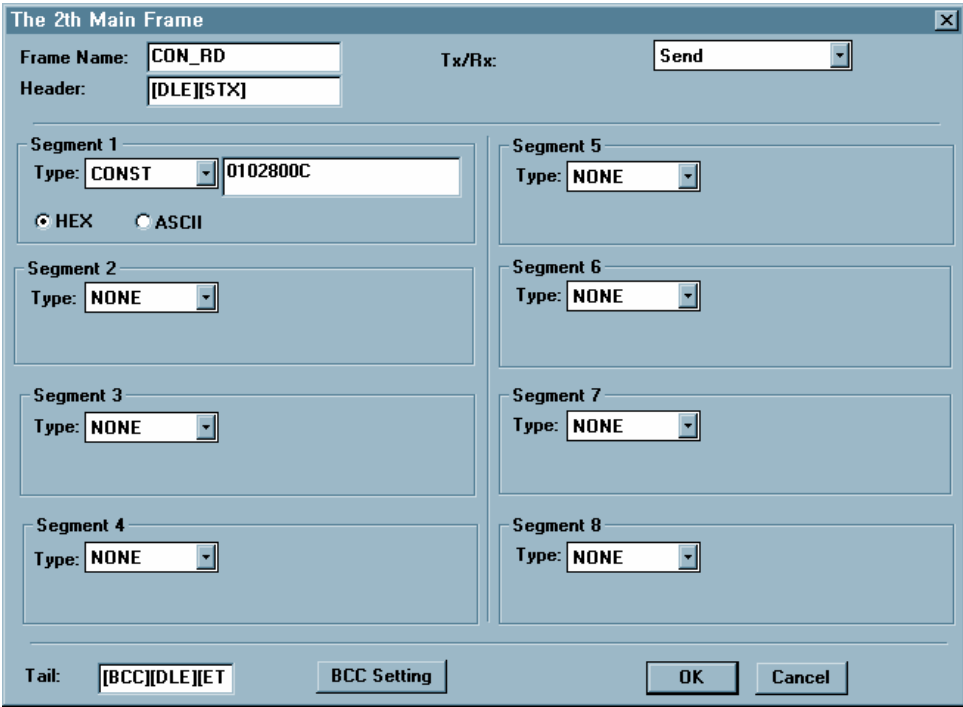 The 2th Main Frame
Frame Name: CON_RD
Tx/Rx: Send
Header: [DLE][STX]
Segment 1
Type: CONST 0102800C
HEX ASCII
Segment 2
Type: NONE
Segment 3
Type: NONE
Segment 4
Type: NONE
Segment 5
Type: NONE
Segment 6
Type: NONE
Segment 7
Type: NONE
Segment 8
Type: NONE
Tail: [BCC][DLE][ET
BCC Setting
OK
Cancel